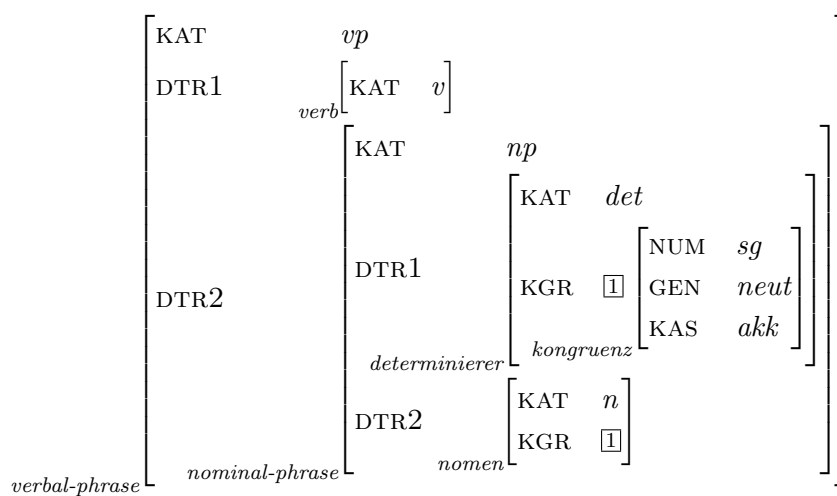 KAT vp
DTR1 verb [KAT v]
KAT np
KAT det
NUM sg
DTR1 KGR 1 GEN neut
DTR2 KAS akk
kongruenz
determinierer
KAT n
DTR2 KGR 1
nomen
nominal-phrase
verbal-phrase